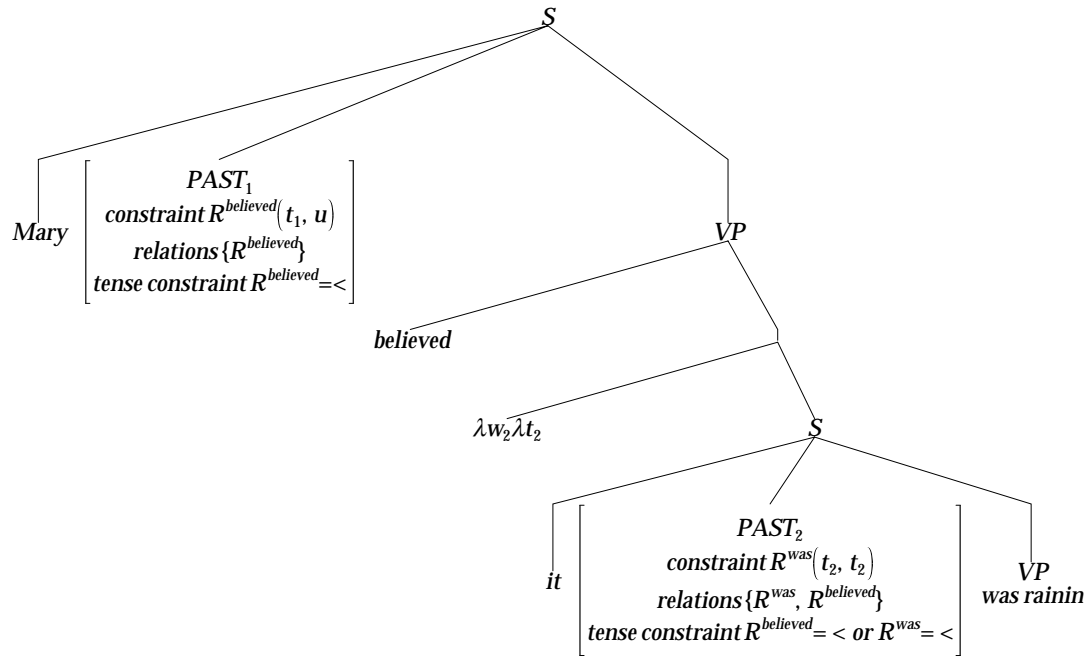 S
Mary
PAST₁
constraint R^believed(t₁, u)
relations {R^believed}
tense constraint R^believed = <
VP
believed
λw₂λt₂
S
it
PAST₂
constraint R^was(t₂, t₂)
relations {R^was, R^believed}
tense constraint R^believed = < or R^was = <
VP
was rainin